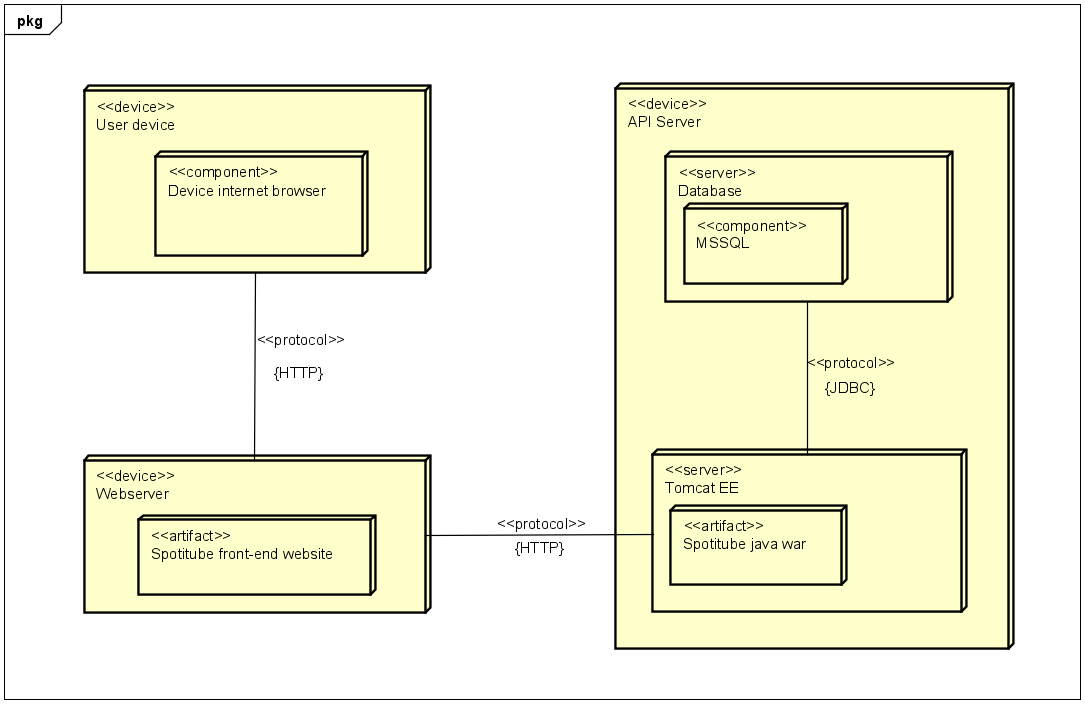 pkg
<<device>>
User device
<<component>>
Device internet browser
<<protocol>>
{HTTP}
<<device>>
Webserver
<<artifact>>
Spotitube front-end website
<<protocol>>
{HTTP}
<<device>>
API Server
<<server>>
Database
<<component>>
MSSQL
<<protocol>>
{JDBC}
<<server>>
Tomcat EE
<<artifact>>
Spotitube java war